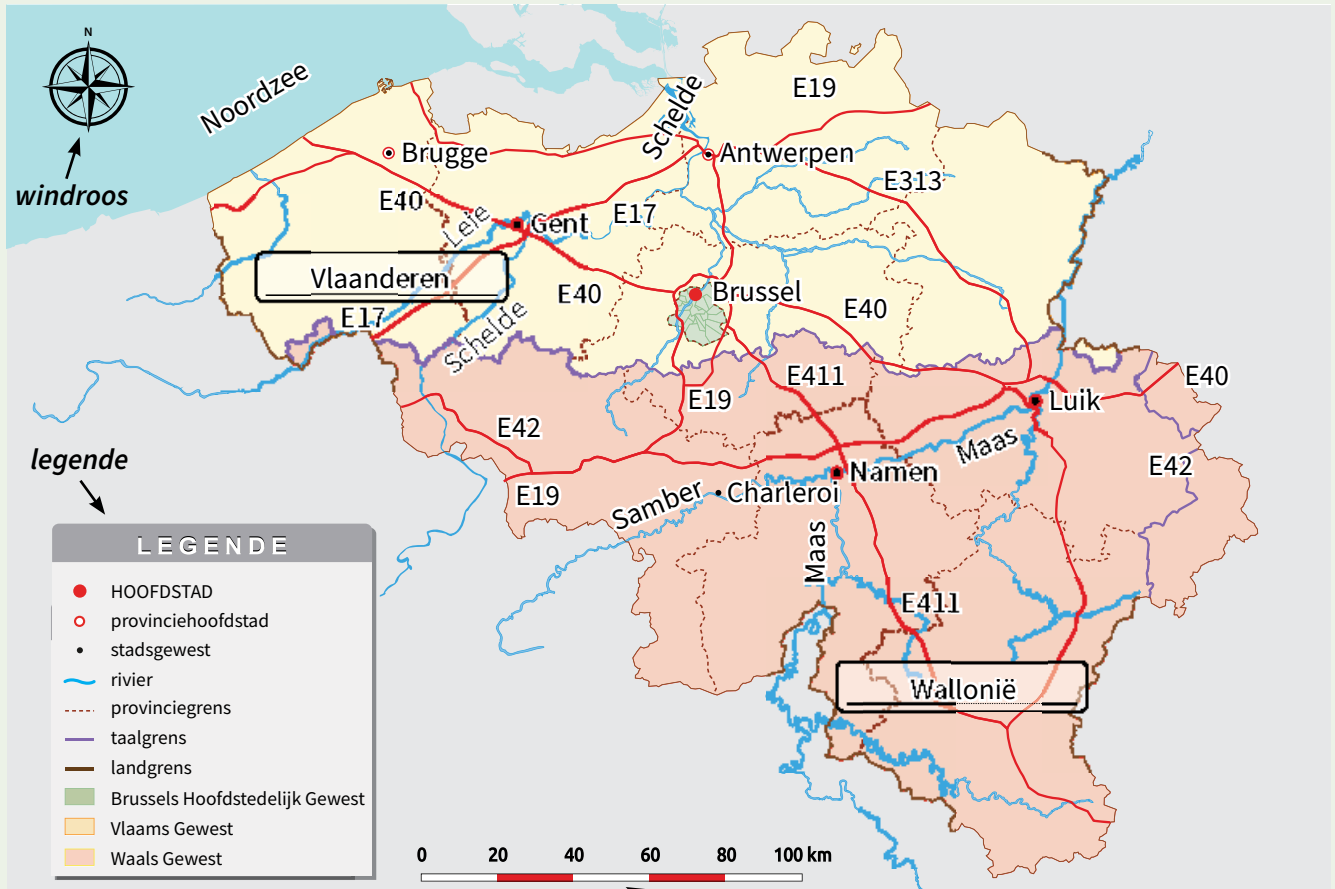 N
windroos
Noordzee
Schelde
E19
Brugge
Antwerpen
E313
E40
Leie
Gent
E17
Vlaanderen
E40
Brussel
E17
Schelde
E40
E411
E19
E40
Luik
E42
Maas
E42
Namen
Charleroi
Samber
E19
Maas
E411
Wallonië
legende
LEGENDE
HOOFDSTAD
provinciehoofdstad
stadsgewest
rivier
provinciegrens
taalgrens
landgrens
Brussels Hoofdstedelijk Gewest
Vlaams Gewest
Waals Gewest
0 20 40 60 80 100 km